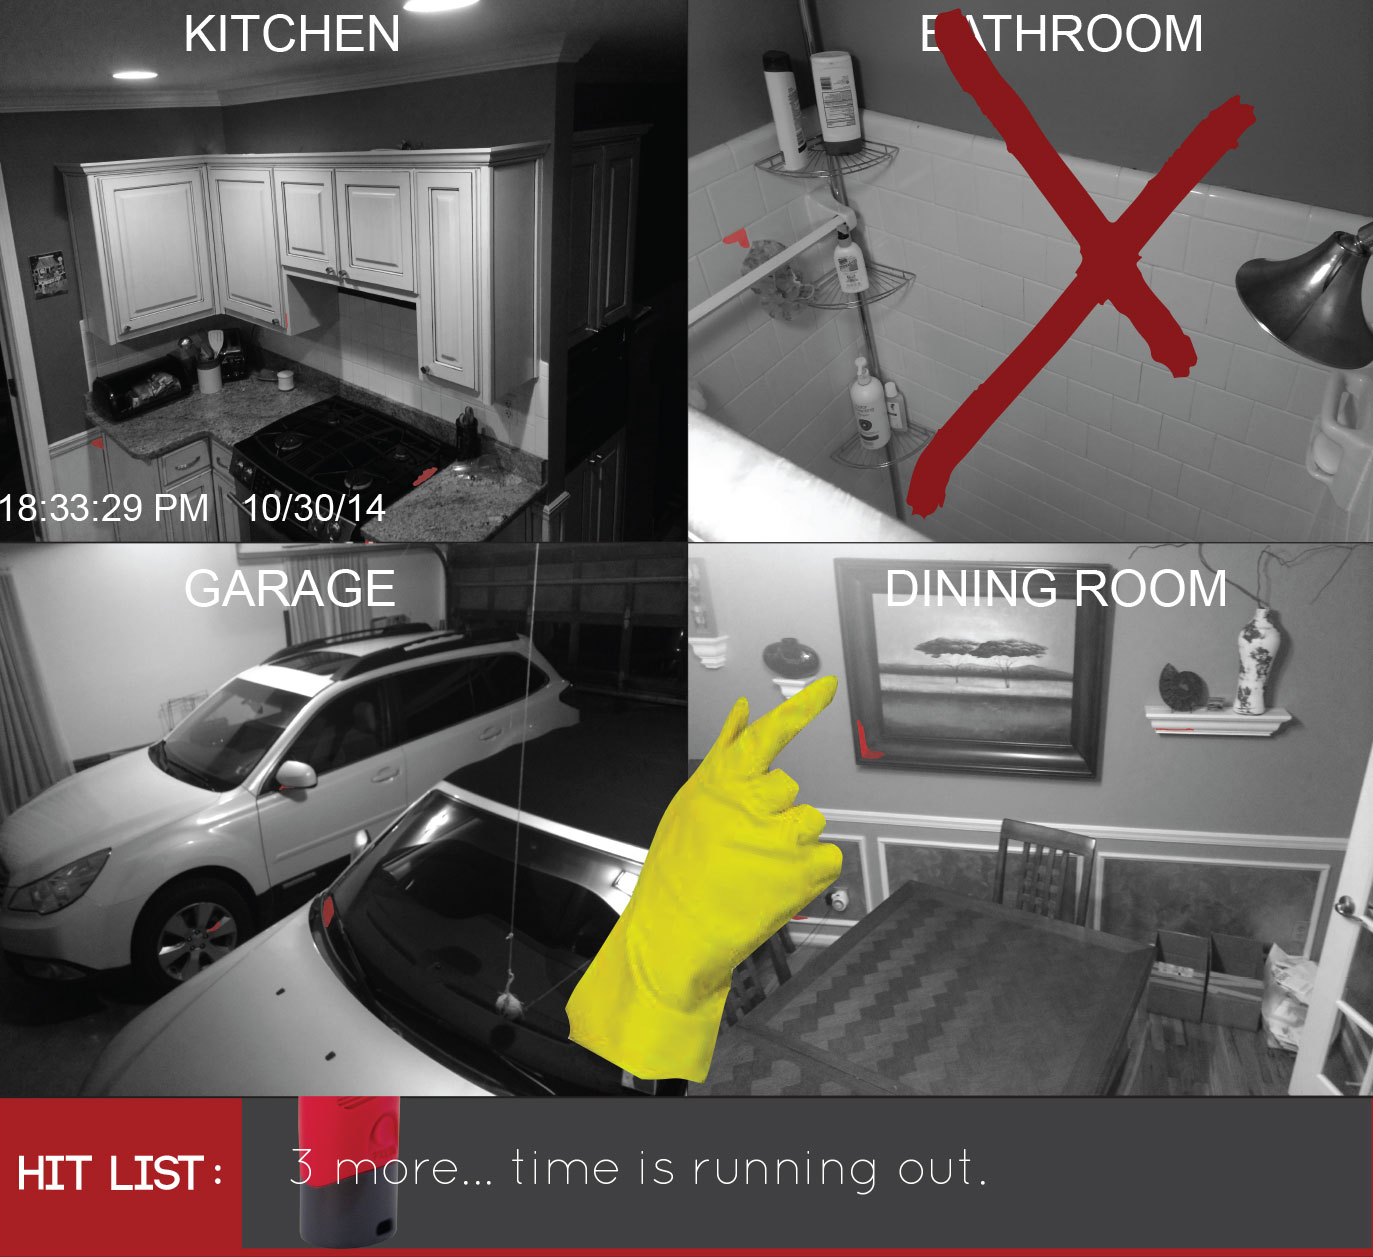 KITCHEN
BATHROOM
18:33:29 PM 10/30/14
GARAGE
DINING ROOM
HIT LIST: 3 more... time is running out.